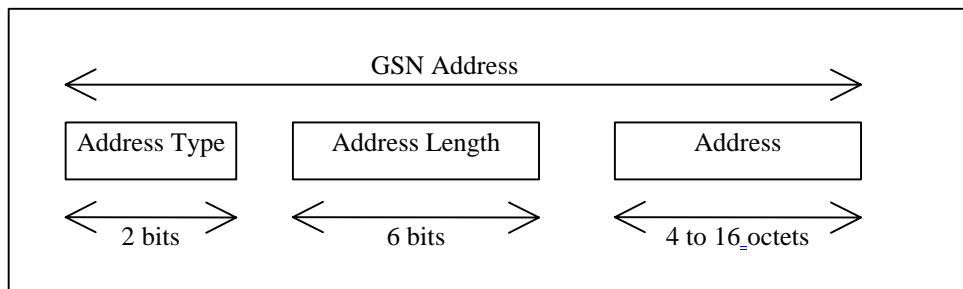 GSN Address
Address Type
Address Length
Address
2 bits
6 bits
4 to 16 octets